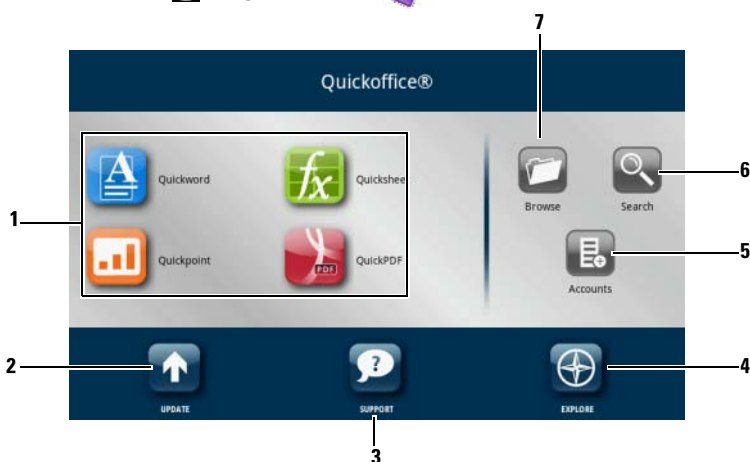 7
Quickoffice®
Quickword
Quickshee
Browse
Search
6
1
Quickpoint
PDF
QuickPDF
Accounts
5
2
UPDATE
?
SUPPORT
EXPLORE
4
3